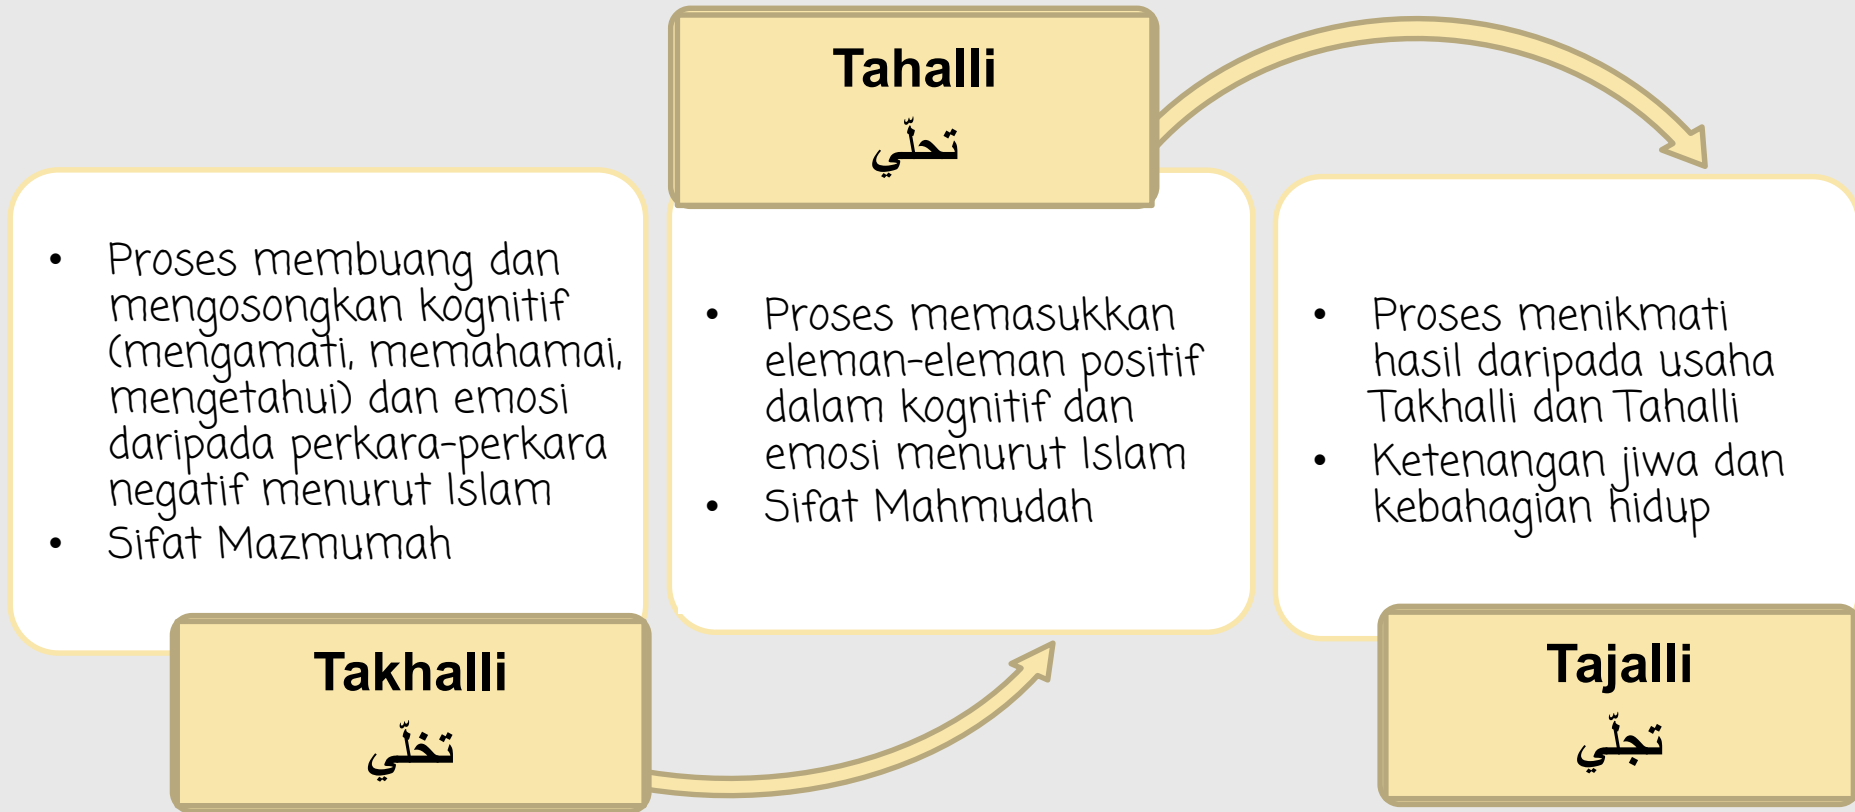 • Proses membuang dan
mengosongkan kognitif
(mengamati, memahamai,
mengetahui) dan emosi
daripada perkara-perkara
negatif menurut Islam
• Sifat Mazmumah
Takhalli
تخلّي
Tahalli
تحلّي
• Proses memasukkan
eleman-eleman positif
dalam kognitif dan
emosi menurut Islam
• Sifat Mahmudah
• Proses menikmati
hasil daripada usaha
Takhalli dan Tahalli
• Ketenangan jiwa dan
kebahagian hidup
Tajalli
تجلّي